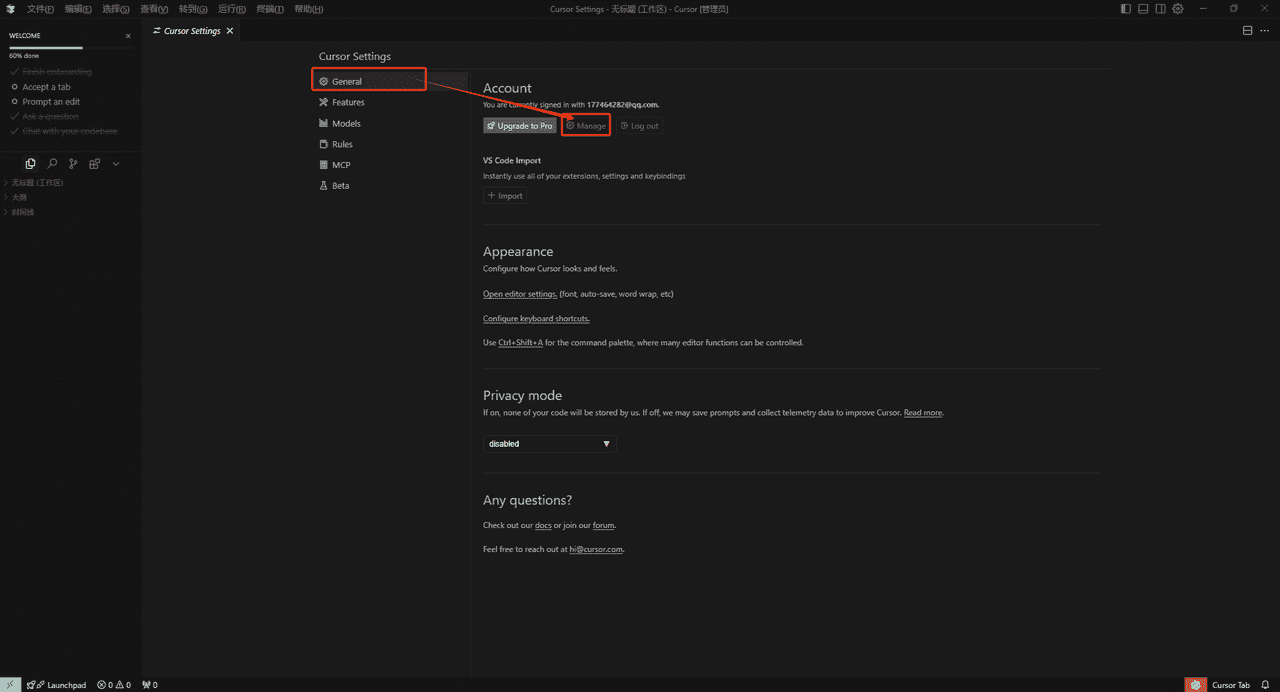 文件(F) 编辑(E) 选择(S) 查看(V) 转到(G) 运行(R) 终端(T) 帮助(H)
Cursor Settings - 无标题 (工作区) - Cursor [管理员]
WELCOME
60% done
Finish onboarding
Accept a tab
Prompt an edit
Ask a question
Chat with your codebase
无标题 (工作区)
Cursor Settings
Cursor Settings
General
Features
Models
Rules
MCP
Beta
Account
You are currently signed in with 177464282@qq.com.
Upgrade to Pro Manage Log out
VS Code Import
Instantly use all of your extensions, settings and keybindings
+ Import
Appearance
Configure how Cursor looks and feels.
Open editor settings. (font, auto-save, word wrap, etc)
Configure keyboard shortcuts.
Use Ctrl+Shift+A for the command palette, where many editor functions can be controlled.
Privacy mode
If on, none of your code will be stored by us. If off, we may save prompts and collect telemetry data to improve Cursor. Read more.
disabled
Any questions?
Check out our docs or join our forum.
Feel free to reach out at hi@cursor.com.
Launchpad 0 0 0
Cursor Tab